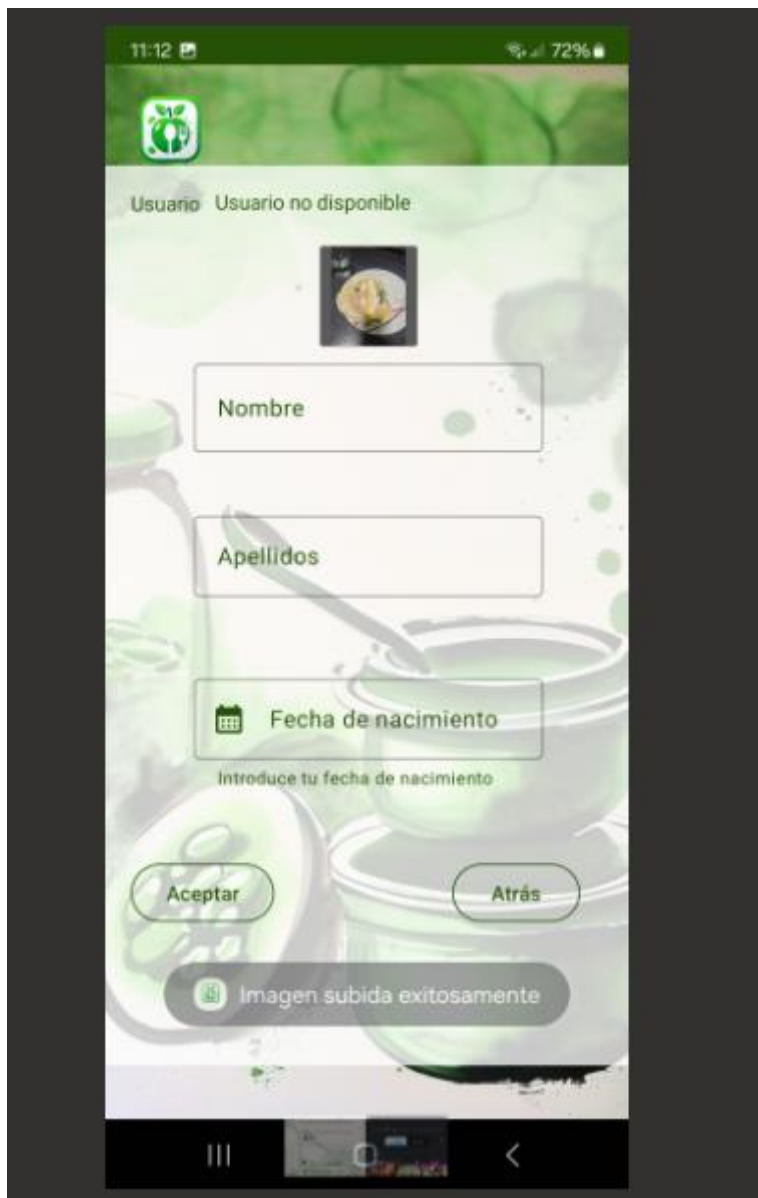 11:12 72%
Usuario Usuario no disponible
Nombre
Apellidos
Fecha de nacimiento
Introduce tu fecha de nacimiento
Aceptar Atrás
Imagen subida exitosamente